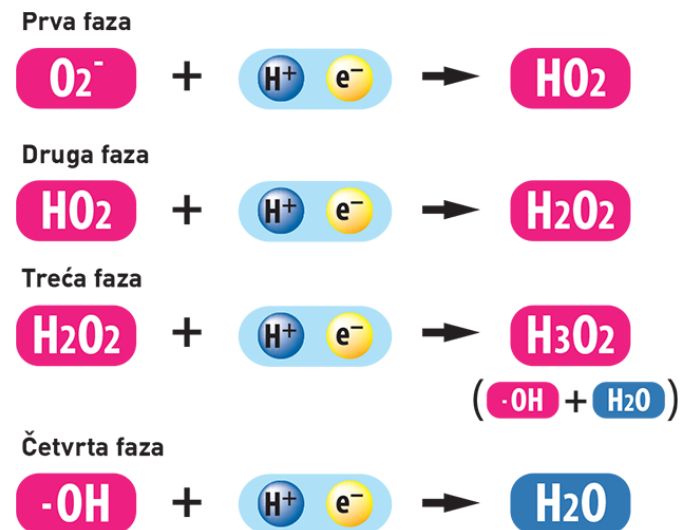 Prva faza
O2- + H+ e- → HO2
Druga faza
HO2 + H+ e- → H2O2
Treća faza
H2O2 + H+ e- → H3O2
(·OH + H2O)
Četvrta faza
·OH + H+ e- → H2O